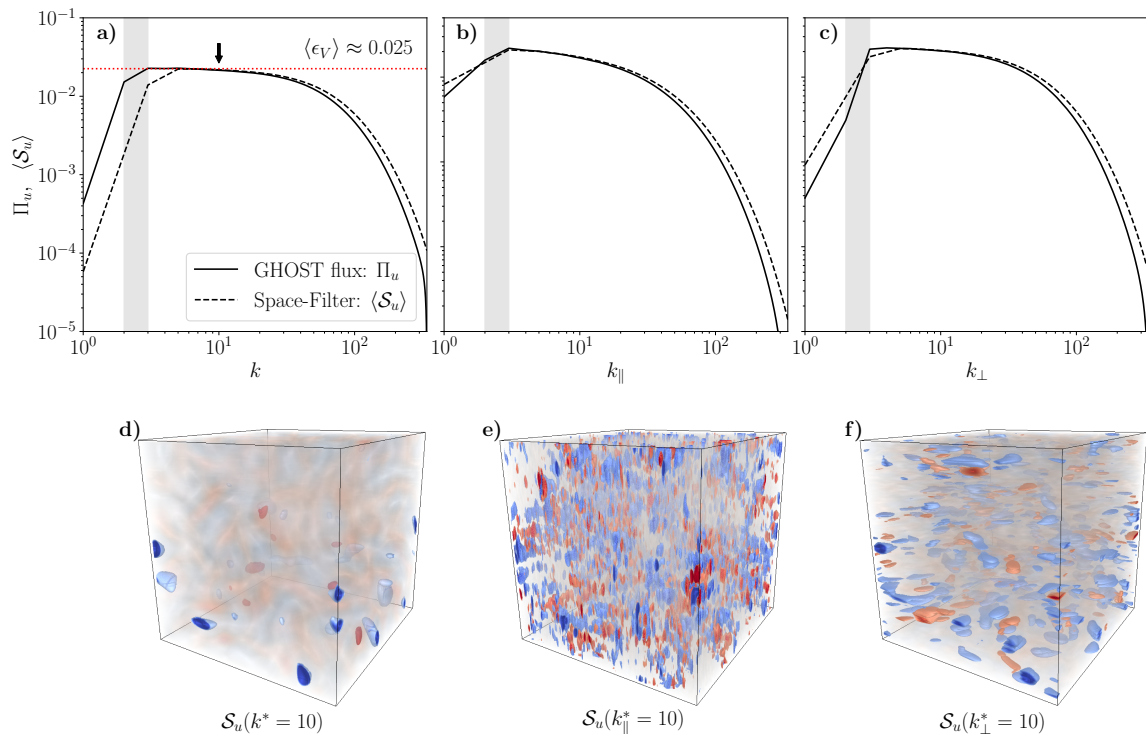 a) ⟨ϵ_V⟩ ≈ 0.025
b)
c)
Π_u, ⟨𝒮_u⟩
10^{-1}
10^{-2}
10^{-3}
10^{-4}
10^{-5}
GHOST flux: Π_u
Space-Filter: ⟨𝒮_u⟩
10^0 10^1 10^2
10^0 10^1 10^2
10^0 10^1 10^2
k
k_∥
k_⊥
d)
e)
f)
𝒮_u(k* = 10)
𝒮_u(k*_∥ = 10)
𝒮_u(k*_⊥ = 10)